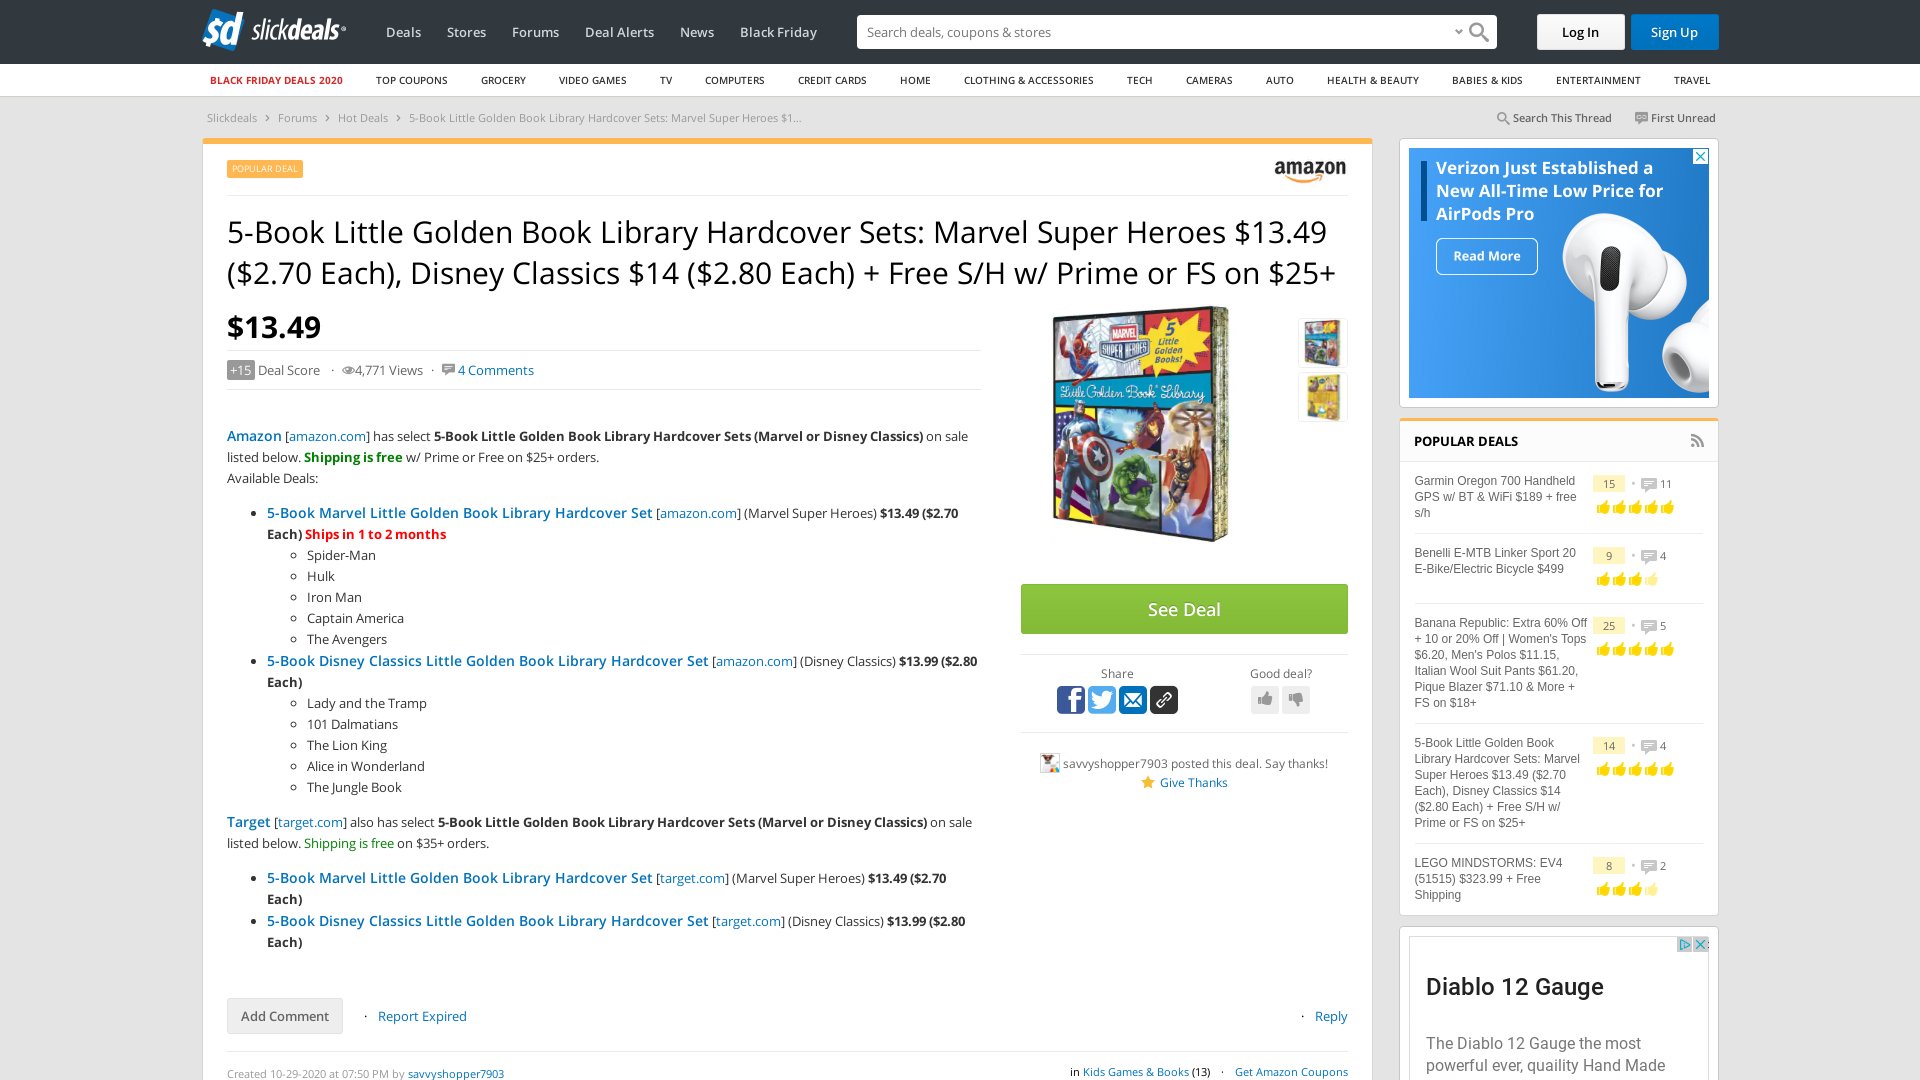 sd slickdeals
Deals Stores Forums Deal Alerts News Black Friday
Search deals, coupons & stores
Log In
Sign Up
BLACK FRIDAY DEALS 2020 TOP COUPONS GROCERY VIDEO GAMES TV COMPUTERS CREDIT CARDS HOME CLOTHING & ACCESSORIES TECH CAMERAS AUTO HEALTH & BEAUTY BABIES & KIDS ENTERTAINMENT TRAVEL
Slickdeals > Forums > Hot Deals > 5-Book Little Golden Book Library Hardcover Sets: Marvel Super Heroes $1...
Search This Thread
First Unread
POPULAR DEAL
amazon
5-Book Little Golden Book Library Hardcover Sets: Marvel Super Heroes $13.49
($2.70 Each), Disney Classics $14 ($2.80 Each) + Free S/H w/ Prime or FS on $25+
$13.49
+15 Deal Score · 4,771 Views · 4 Comments
Amazon [amazon.com] has select 5-Book Little Golden Book Library Hardcover Sets (Marvel or Disney Classics) on sale
listed below. Shipping is free w/ Prime or Free on $25+ orders.
Available Deals:
5-Book Marvel Little Golden Book Library Hardcover Set [amazon.com] (Marvel Super Heroes) $13.49 ($2.70
Each) Ships in 1 to 2 months
Spider-Man
Hulk
Iron Man
Captain America
The Avengers
5-Book Disney Classics Little Golden Book Library Hardcover Set [amazon.com] (Disney Classics) $13.99 ($2.80
Each)
Lady and the Tramp
101 Dalmatians
The Lion King
Alice in Wonderland
The Jungle Book
Target [target.com] also has select 5-Book Little Golden Book Library Hardcover Sets (Marvel or Disney Classics) on sale
listed below. Shipping is free on $35+ orders.
5-Book Marvel Little Golden Book Library Hardcover Set [target.com] (Marvel Super Heroes) $13.49 ($2.70
Each)
5-Book Disney Classics Little Golden Book Library Hardcover Set [target.com] (Disney Classics) $13.99 ($2.80
Each)
Add Comment
· Report Expired
· Reply
Created 10-29-2020 at 07:50 PM by savvyshopper7903
in Kids Games & Books (13) · Get Amazon Coupons
MARVEL
SUPER HEROES
5
Little
Golden
Books!
Little Golden Book Library
See Deal
Share
Good deal?
savvyshopper7903 posted this deal. Say thanks!
Give Thanks
Verizon Just Established a
New All-Time Low Price for
AirPods Pro
Read More
POPULAR DEALS
Garmin Oregon 700 Handheld
GPS w/ BT & WiFi $189 + free
s/h
15 · 11
Benelli E-MTB Linker Sport 20
E-Bike/Electric Bicycle $499
9 · 4
Banana Republic: Extra 60% Off
+ 10 or 20% Off | Women's Tops
$6.20, Men's Polos $11.15,
Italian Wool Suit Pants $61.20,
Pique Blazer $71.10 & More +
FS on $18+
25 · 5
5-Book Little Golden Book
Library Hardcover Sets: Marvel
Super Heroes $13.49 ($2.70
Each), Disney Classics $14
($2.80 Each) + Free S/H w/
Prime or FS on $25+
14 · 4
LEGO MINDSTORMS: EV4
(51515) $323.99 + Free
Shipping
8 · 2
Diablo 12 Gauge
The Diablo 12 Gauge the most
powerful ever, quaility Hand Made